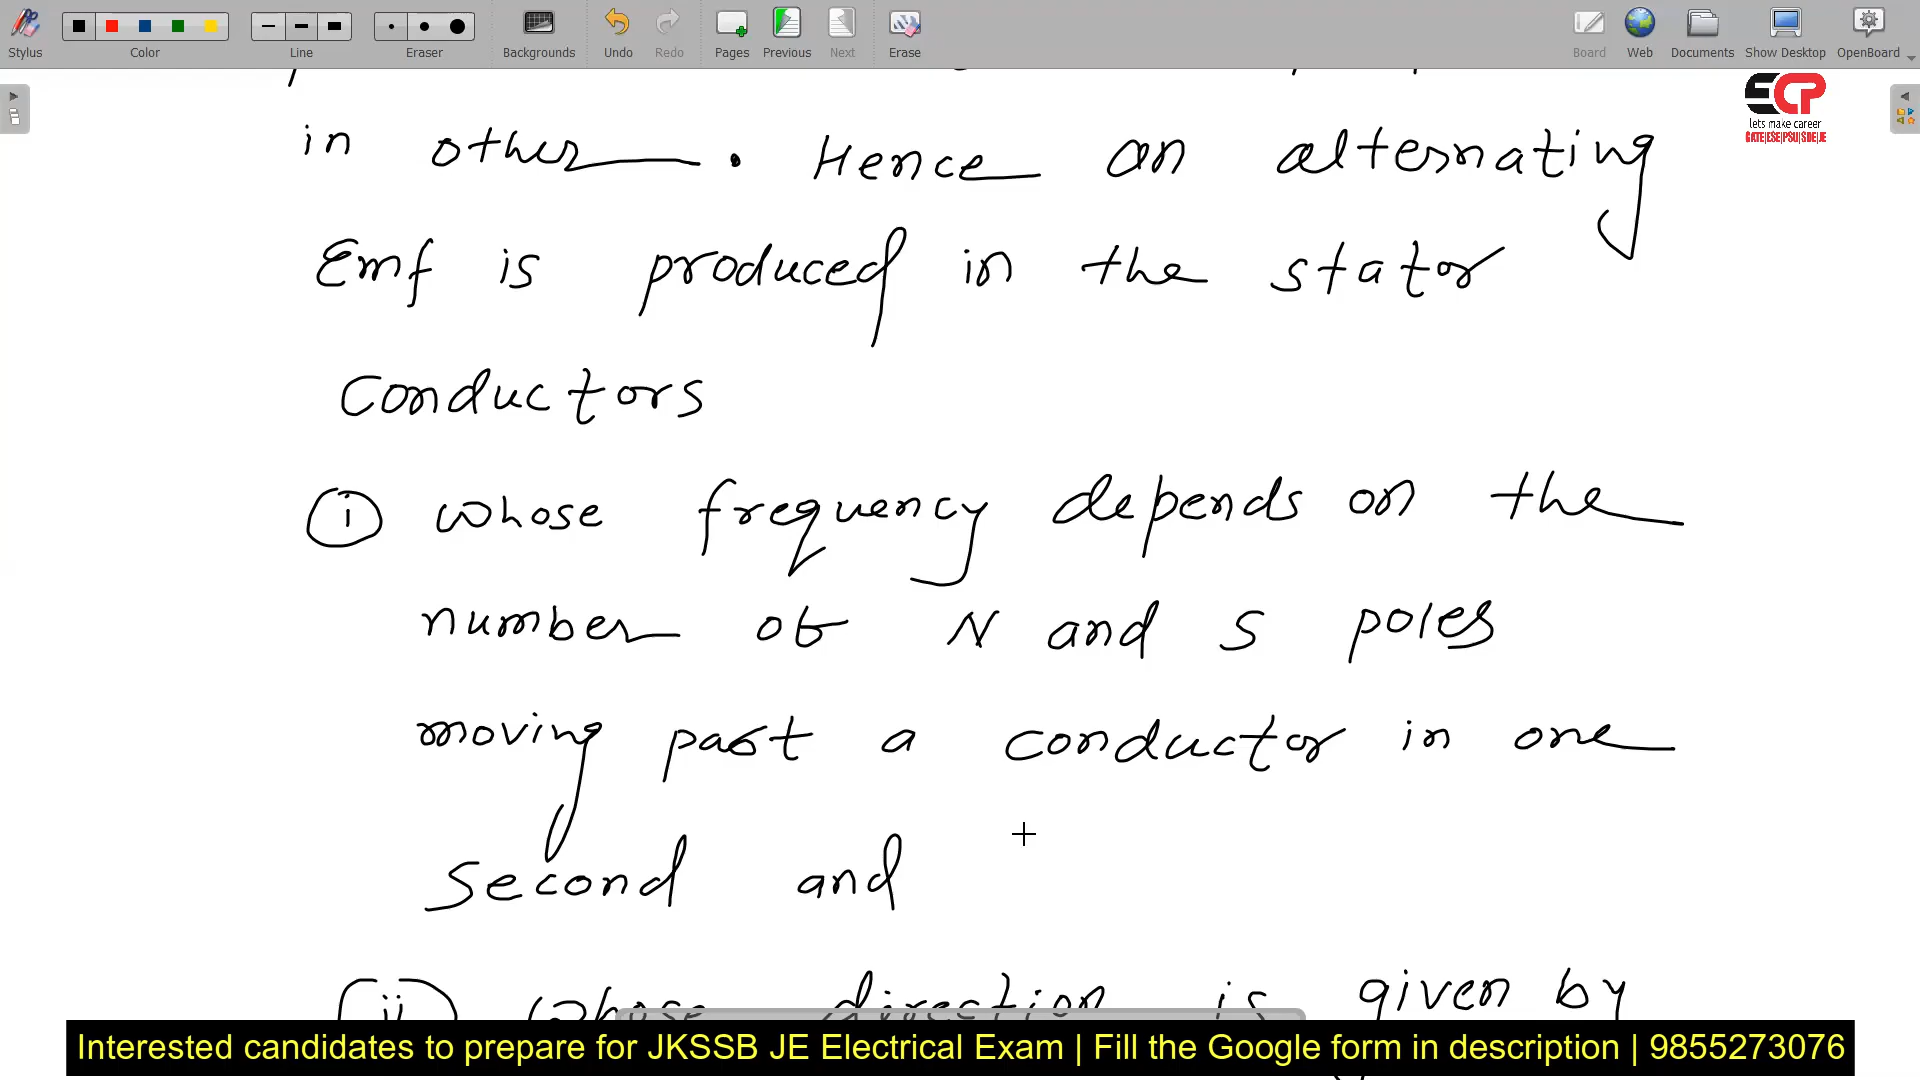 Stylus Color Line Eraser Backgrounds Undo Redo Pages Previous Next Erase Board Web Documents Show Desktop OpenBoard
ECP
lets make career
GATE|ESE|PSU|SDE|JE
in other. Hence an alternating
Emf is produced in the stator
Conductors
(i) whose frequency depends on the
number of N and S poles
moving past a conductor in one
second and
(ii) whose direction is given by
Interested candidates to prepare for JKSSB JE Electrical Exam | Fill the Google form in description | 9855273076